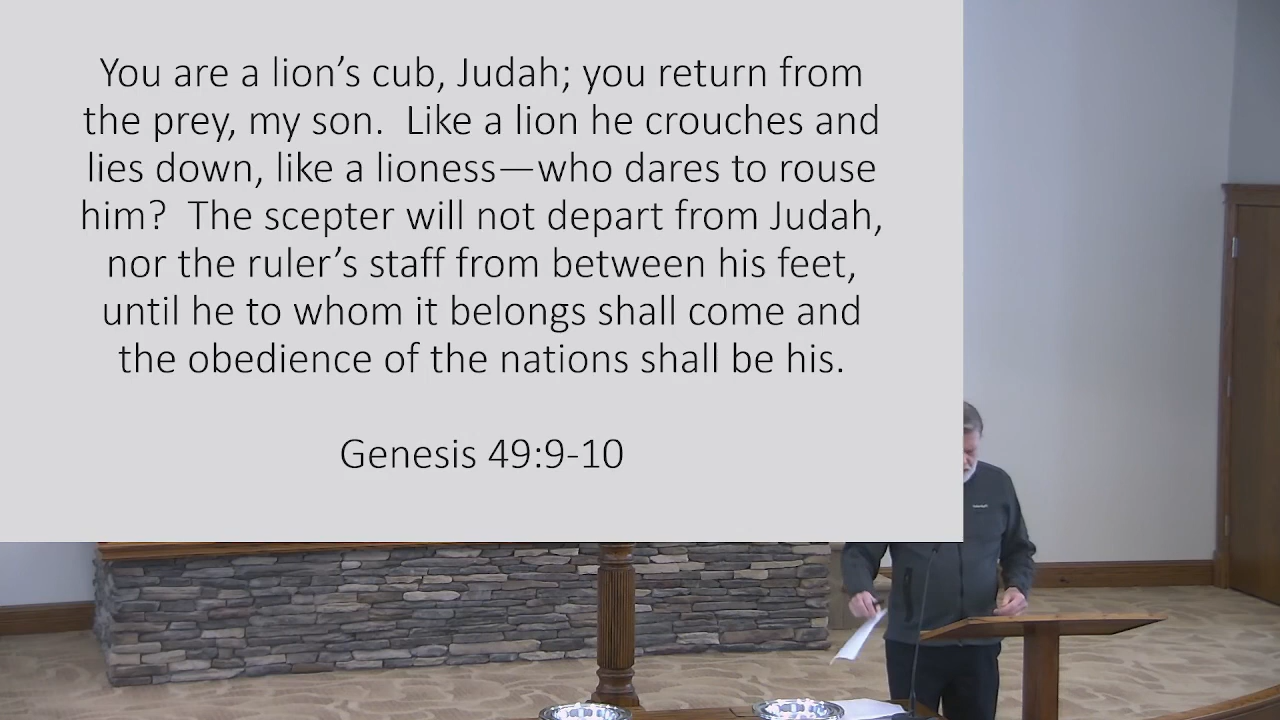 You are a lion’s cub, Judah; you return from
the prey, my son.  Like a lion he crouches and
lies down, like a lioness—who dares to rouse
him?  The scepter will not depart from Judah,
nor the ruler’s staff from between his feet,
until he to whom it belongs shall come and
the obedience of the nations shall be his.
Genesis 49:9-10